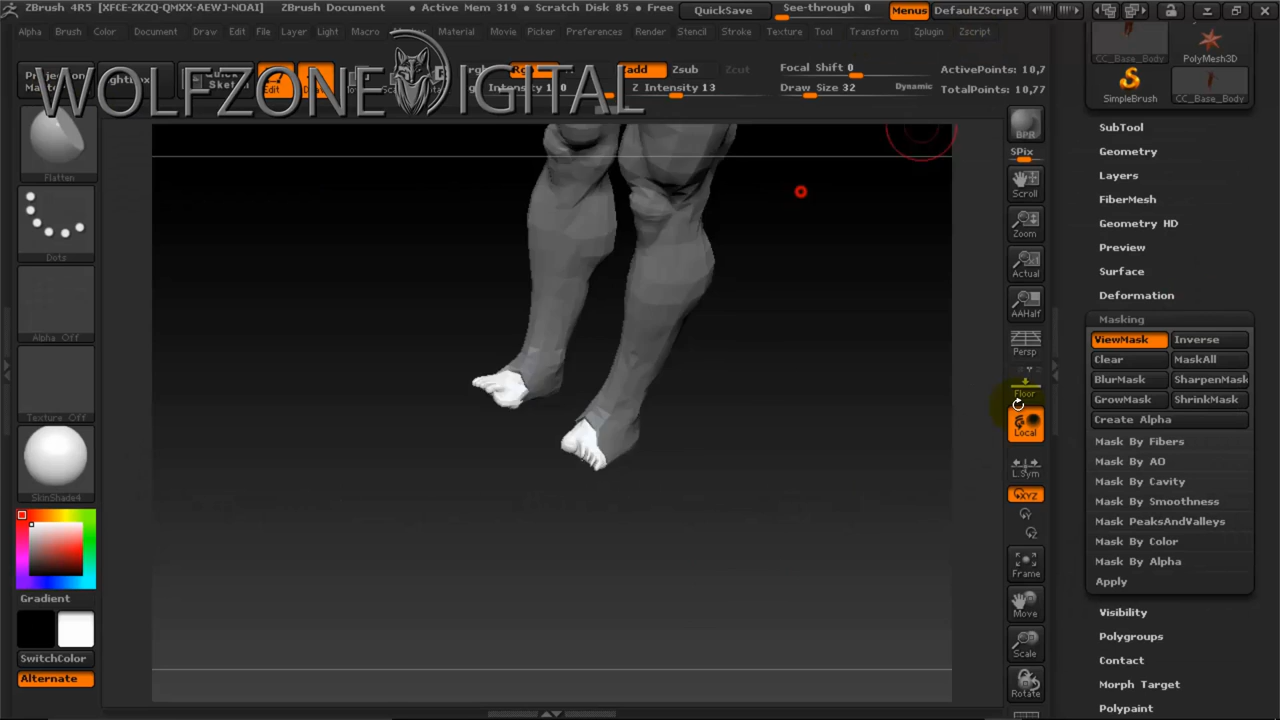 ZBrush 4R5 [XFCE-ZKZQ-QMXX-AEWJ-NOAI] ZBrush Document • Active Mem 319 • Scratch Disk 85 • Free QuickSave See-through 0 Menus DefaultZScript
Alpha Brush Color Document Draw Edit File Layer Light Macro Material Movie Picker Preferences Render Stencil Stroke Texture Tool Transform Zplugin Zscript
WOLFZONE DIGITAL
Edit
Rgb
Zadd Zsub Zcut
Z Intensity 13
Focal Shift 0
Draw Size 32 Dynamic
ActivePoints: 10,7
TotalPoints: 10,77
CC_Base_Body PolyMesh3D
SimpleBrush CC_Base_Body
Flatten
Dots
Alpha Off
Texture Off
SkinShade4
Gradient
SwitchColor
Alternate
BPR
SPix
Scroll
Zoom
Actual
AAHalf
Persp
Floor
Local
L.Sym
XYZ
Frame
Move
Scale
Rotate
SubTool
Geometry
Layers
FiberMesh
Geometry HD
Preview
Surface
Deformation
Masking
ViewMask Inverse
Clear MaskAll
BlurMask SharpenMask
GrowMask ShrinkMask
Create Alpha
Mask By Fibers
Mask By AO
Mask By Cavity
Mask By Smoothness
Mask PeaksAndValleys
Mask By Color
Mask By Alpha
Apply
Visibility
Polygroups
Contact
Morph Target
Polypaint